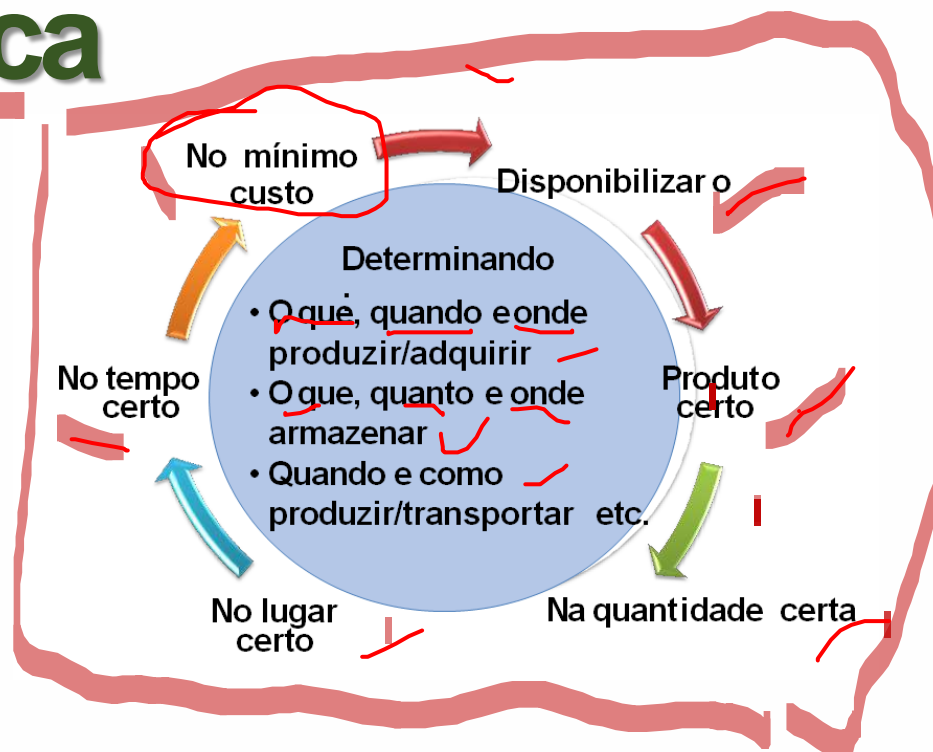 ca
No mínimo
custo
Disponibilizar o
Determinando
• O que, quando e onde
produzir/adquirir
• O que, quanto e onde
armazenar
• Quando e como
produzir/transportar etc.
No tempo
certo
Produto
certo
No lugar
certo
Na quantidade certa